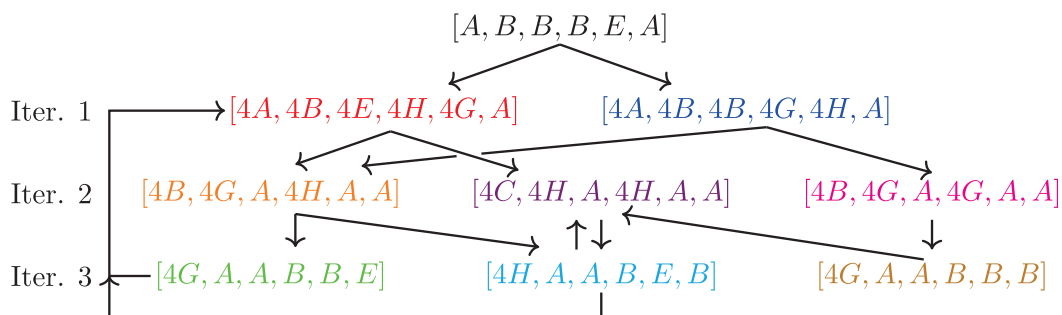 [A, B, B, B, E, A]
Iter. 1 [4A, 4B, 4E, 4H, 4G, A] [4A, 4B, 4B, 4G, 4H, A]
Iter. 2 [4B, 4G, A, 4H, A, A] [4C, 4H, A, 4H, A, A] [4B, 4G, A, 4G, A, A]
Iter. 3 [4G, A, A, B, B, E] [4H, A, A, B, E, B] [4G, A, A, B, B, B]